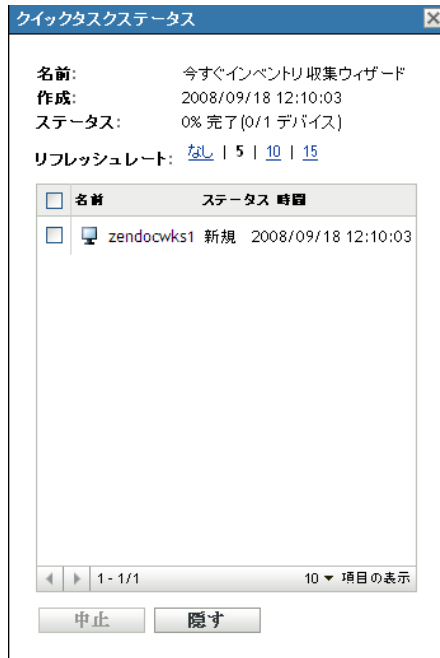 クイックタスクステータス
名前: 今すぐインベントリ収集ウィザード
作成: 2008/09/18 12:10:03
ステータス: 0% 完了(0/1 デバイス)
リフレッシュレート: なし | 5 | 10 | 15
名前 ステータス 時間
zendocwks1 新規 2008/09/18 12:10:03
1 - 1/1 10 項目の表示
中止 隠す